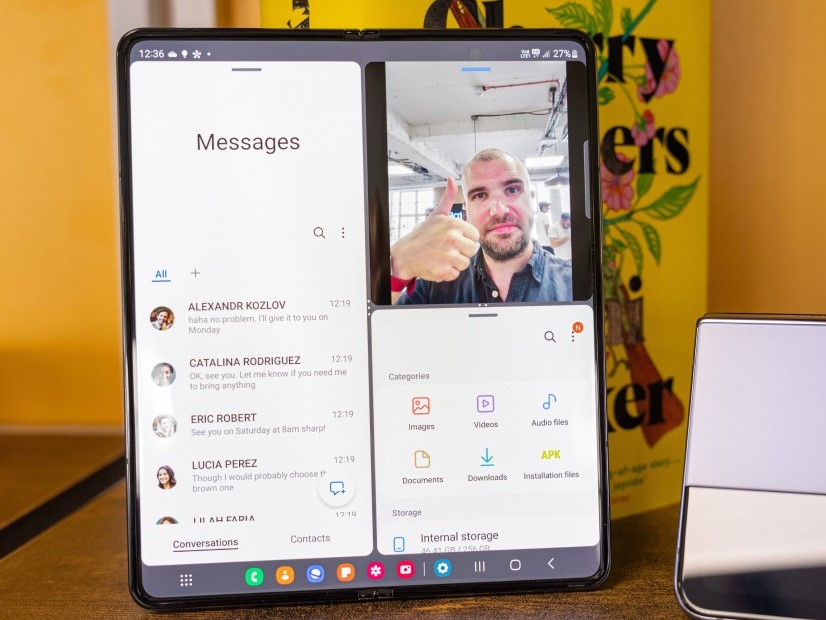 12:36
27%
Messages
All
ALEXANDR KOZLOV 12:19
haha no problem. I'll give it to you on
Monday
CATALINA RODRIGUEZ 12:19
OK, see you. Let me know if you need me
to bring anything
ERIC ROBERT 12:19
See you on Saturday at 8am sharp!
LUCIA PEREZ 12:19
Though I would probably choose
brown one
12:19
Conversations Contacts
N
Categories
Images Videos Audio files
APK
Documents Downloads Installation files
Storage
Internal storage
46.41 GB / 256 GB
rry
ers